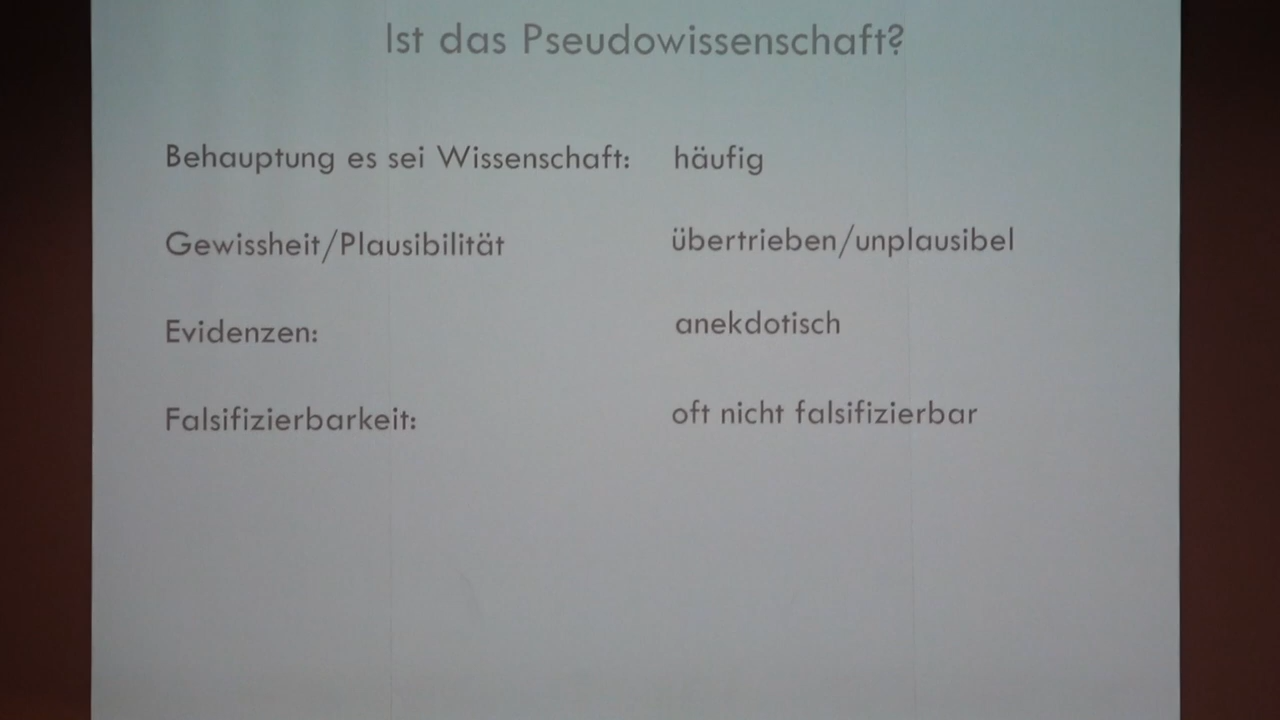 Ist das Pseudowissenschaft?
Behauptung es sei Wissenschaft: häufig
Gewissheit/Plausibilität übertrieben/unplausibel
Evidenzen: anekdotisch
Falsifizierbarkeit: oft nicht falsifizierbar